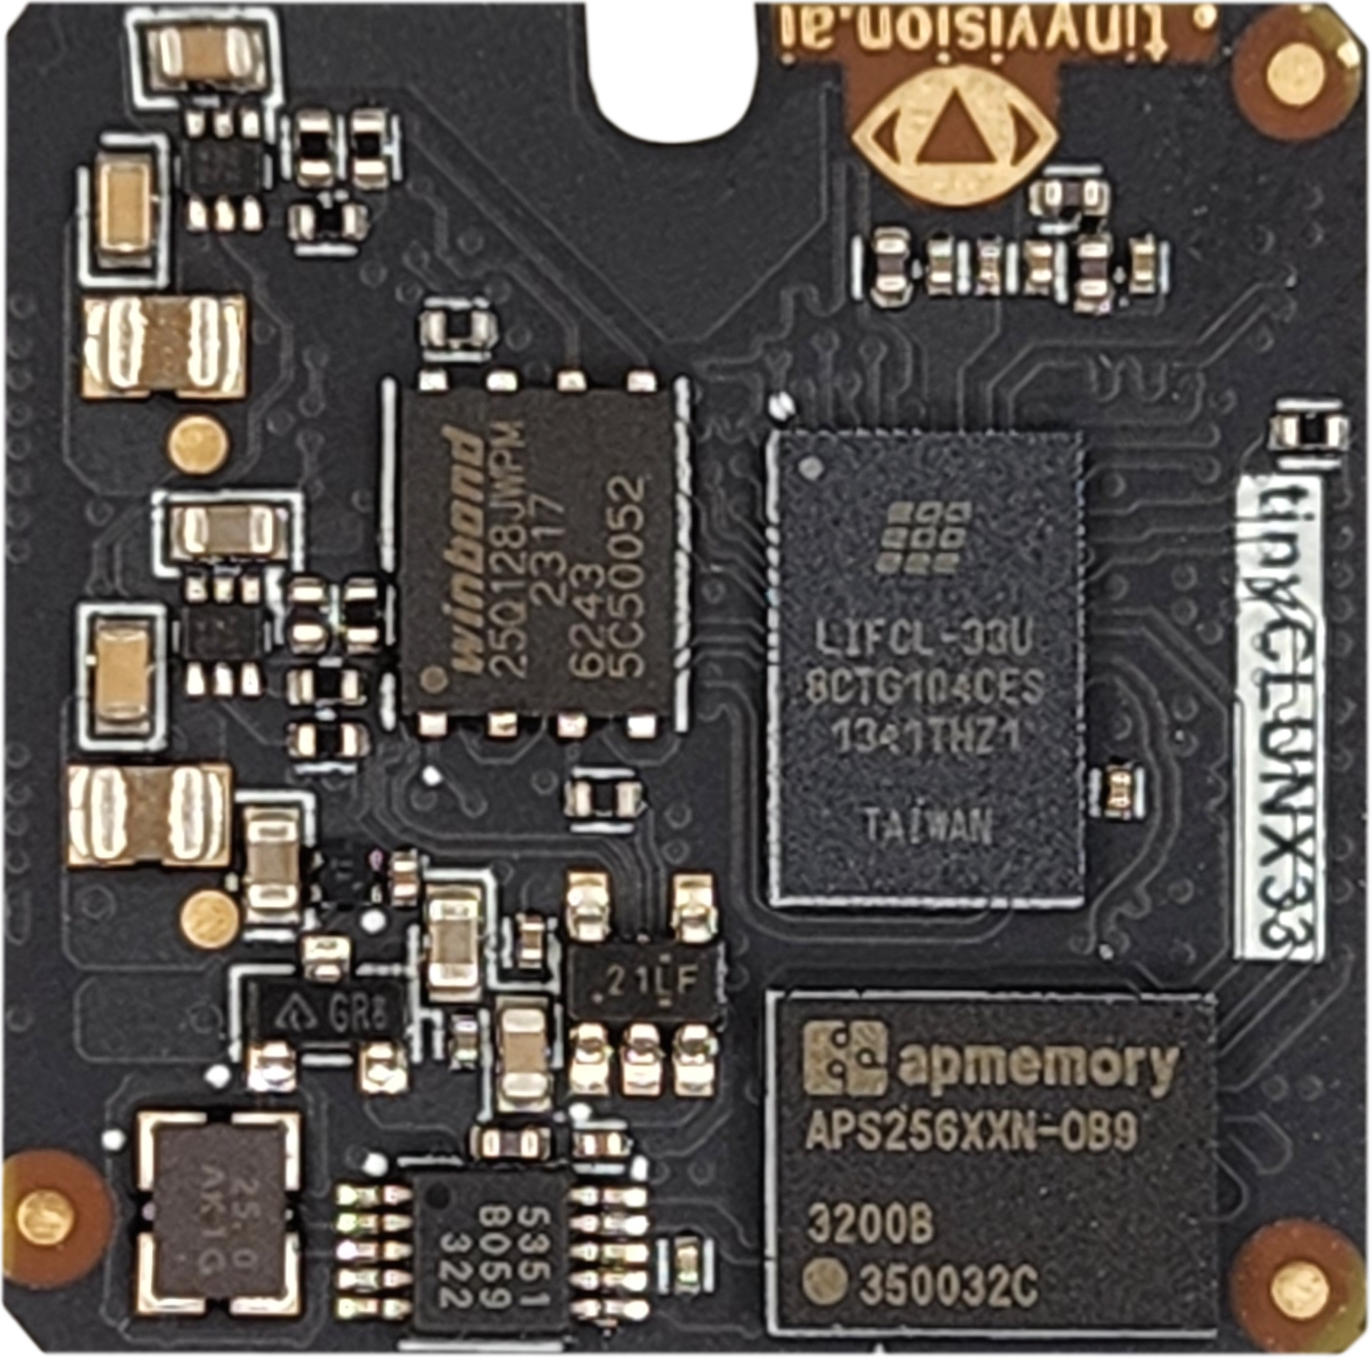 tinyvision.ai
winbond
25Q128JWPM
2317
6243
5C50052
LIFCL-33U
8CTG104CES
1341THZ1
TAIWAN
tinyCLUNX33
21LF
GR8
apmemory
APS256XXN-OB9
3200B
350032C
25.0
AK1G
5351
8059
322